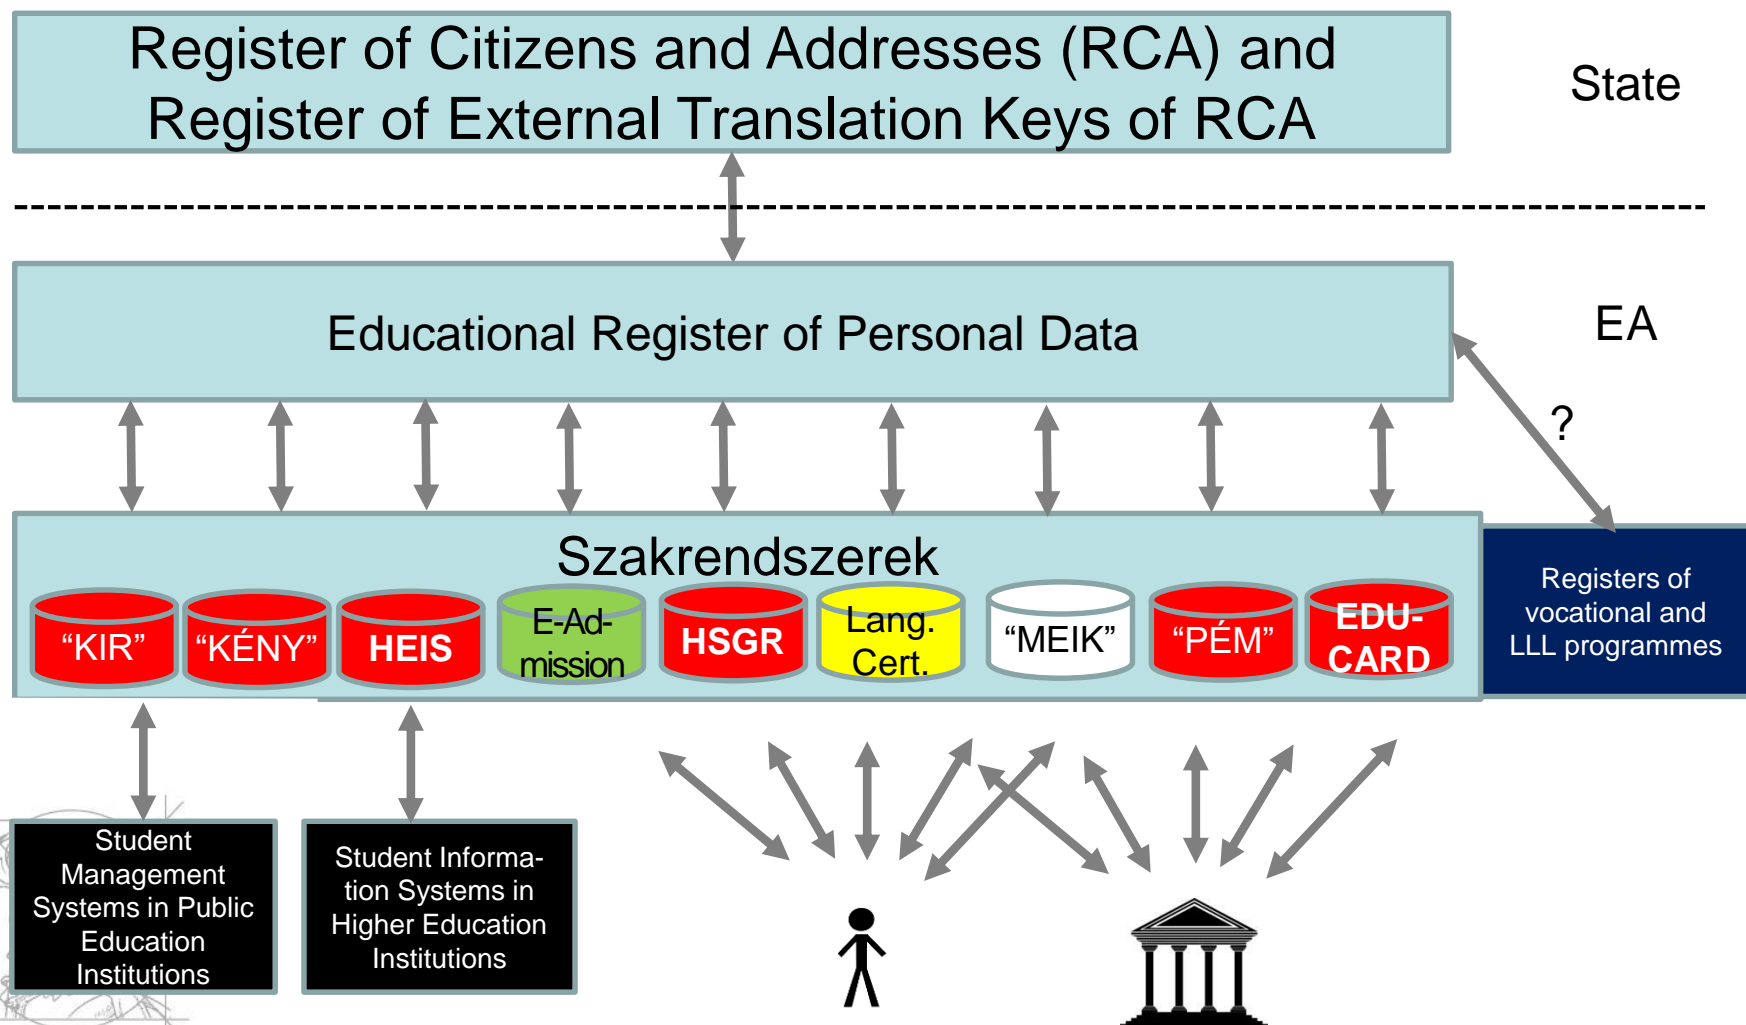 Register of Citizens and Addresses (RCA) and
Register of External Translation Keys of RCA
State
Educational Register of Personal Data
EA
?
Szakrendszerek
“KIR”
“KÉNY”
HEIS
E-Ad-
mission
HSGR
Lang.
Cert.
“MEIK”
“PÉM”
EDU-
CARD
Registers of
vocational and
LLL programmes
Student
Management
Systems in Public
Education
Institutions
Student Informa-
tion Systems in
Higher Education
Institutions